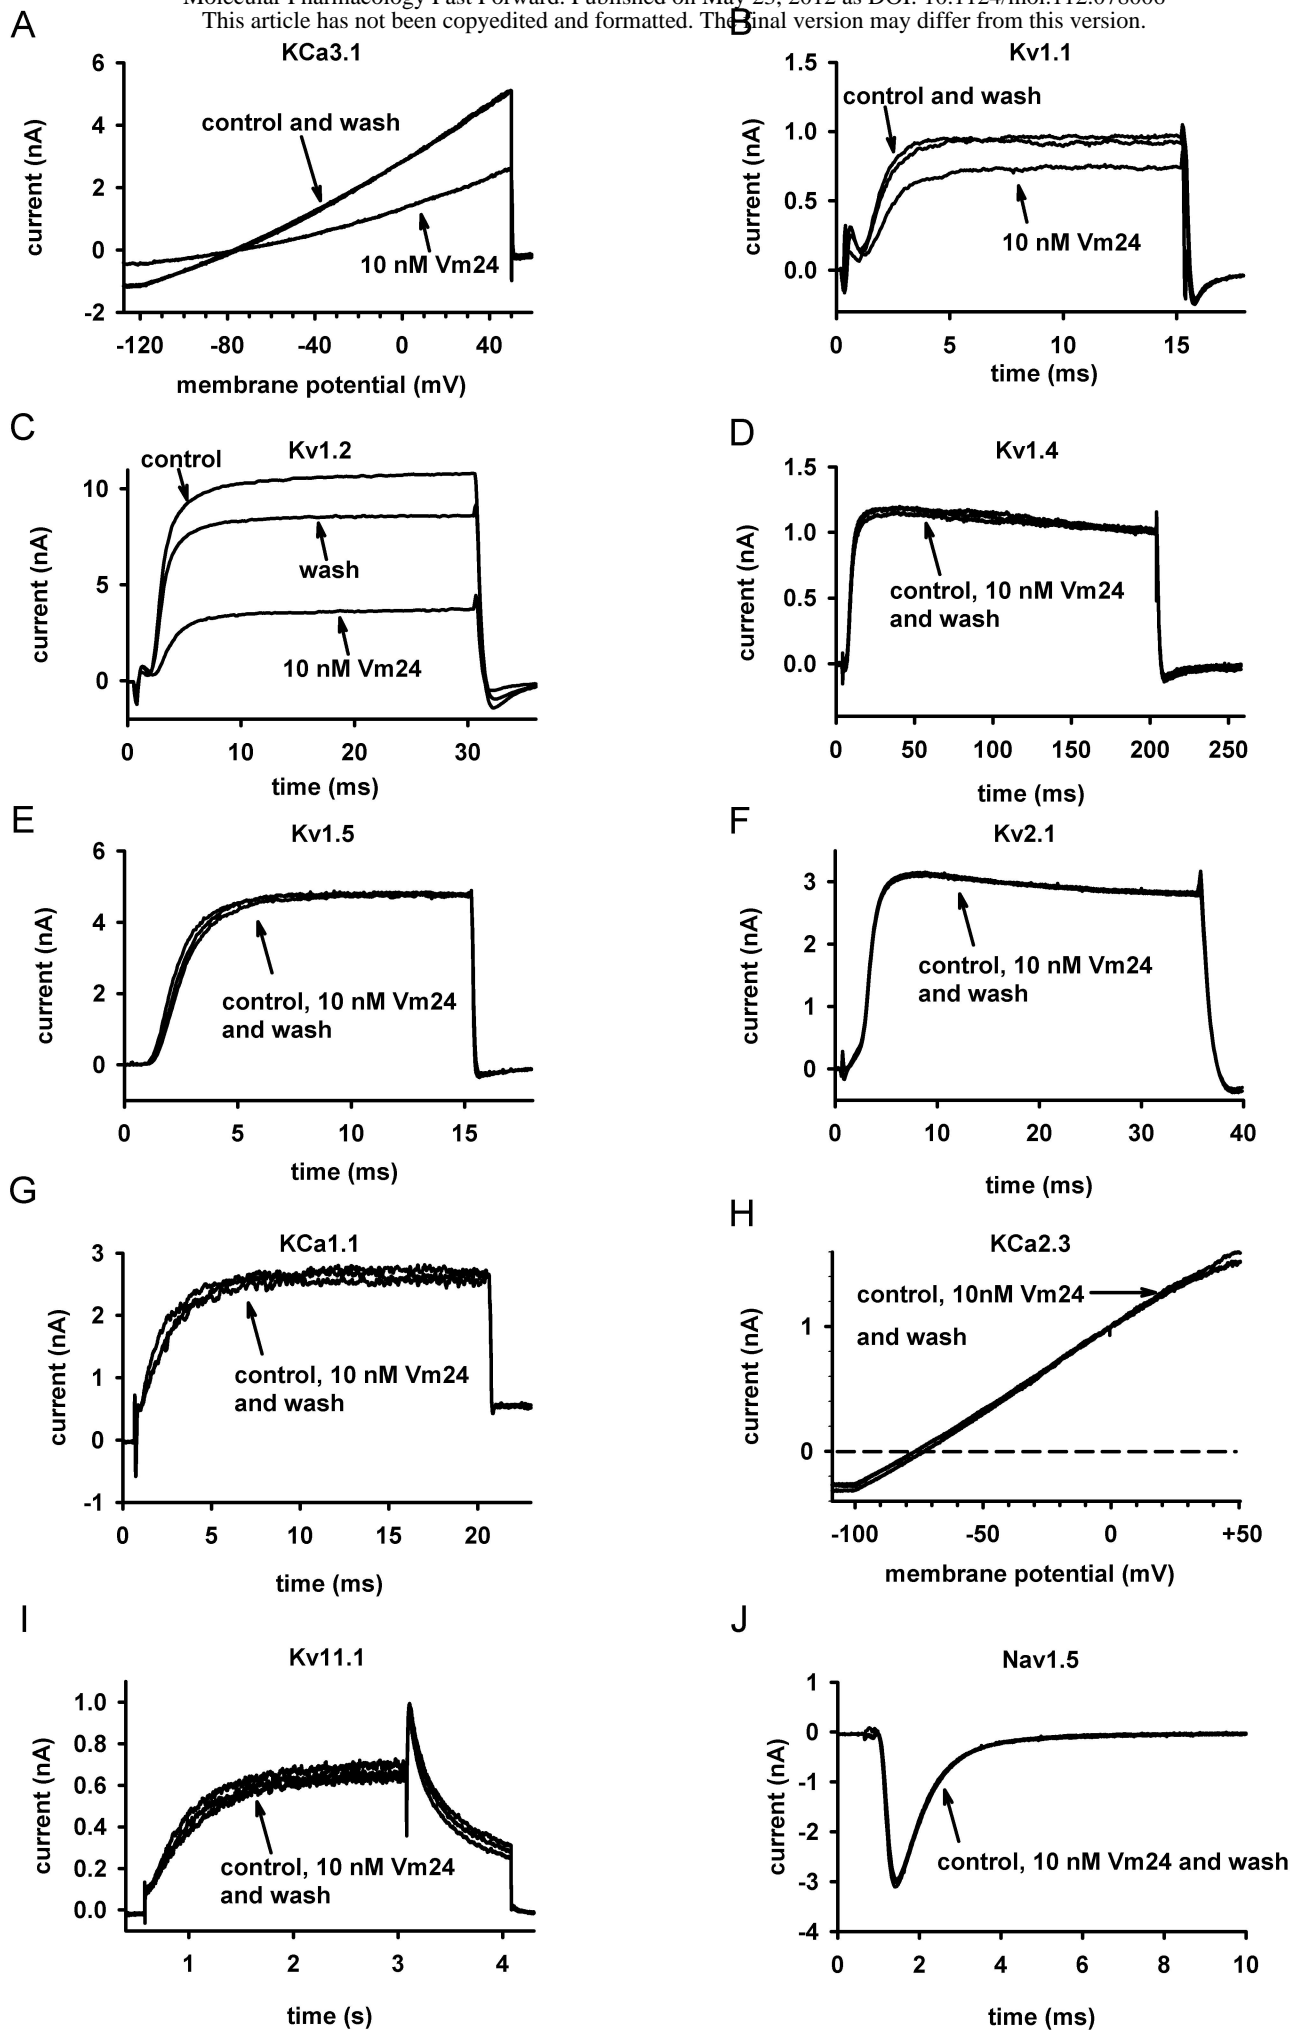 Molecular Pharmacology Fast Forward. Published on May 23, 2012 as DOI: 10.1124/mol.112.078006
This article has not been copyedited and formatted. The final version may differ from this version.
A
KCa3.1
6
4
2
0
-2
current (nA)
control and wash
10 nM Vm24
-120 -80 -40 0 40
membrane potential (mV)
B
Kv1.1
1.5
1.0
0.5
0.0
current (nA)
control and wash
10 nM Vm24
0 5 10 15
time (ms)
C
Kv1.2
10
5
0
current (nA)
control
wash
10 nM Vm24
0 10 20 30
time (ms)
D
Kv1.4
1.5
1.0
0.5
0.0
current (nA)
control, 10 nM Vm24
and wash
0 50 100 150 200 250
time (ms)
E
Kv1.5
6
4
2
0
current (nA)
control, 10 nM Vm24
and wash
0 5 10 15
time (ms)
F
Kv2.1
3
2
1
0
current (nA)
control, 10 nM Vm24
and wash
0 10 20 30 40
time (ms)
G
KCa1.1
3
2
1
0
-1
current (nA)
control, 10 nM Vm24
and wash
0 5 10 15 20
time (ms)
H
KCa2.3
1
0
current (nA)
control, 10nM Vm24
and wash
-100 -50 0 +50
membrane potential (mV)
I
Kv11.1
1.0
0.8
0.6
0.4
0.2
0.0
current (nA)
control, 10 nM Vm24
and wash
1 2 3 4
time (s)
J
Nav1.5
1
0
-1
-2
-3
-4
current (nA)
control, 10 nM Vm24 and wash
0 2 4 6 8 10
time (ms)